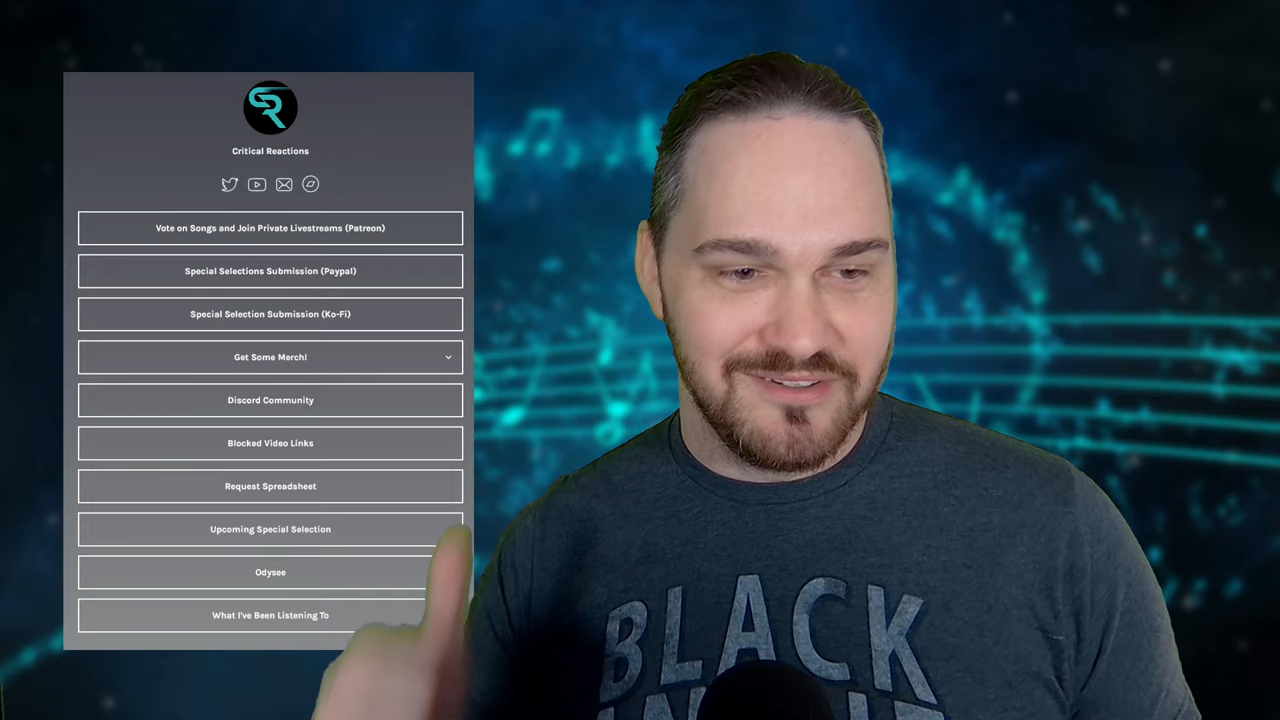 CR
Critical Reactions
Vote on Songs and Join Private Livestreams (Patreon)
Special Selections Submission (Paypal)
Special Selection Submission (Ko-Fi)
Get Some Merch!
Discord Community
Blocked Video Links
Request Spreadsheet
Upcoming Special Selection
Odysee
What I've Been Listening To
BLACK